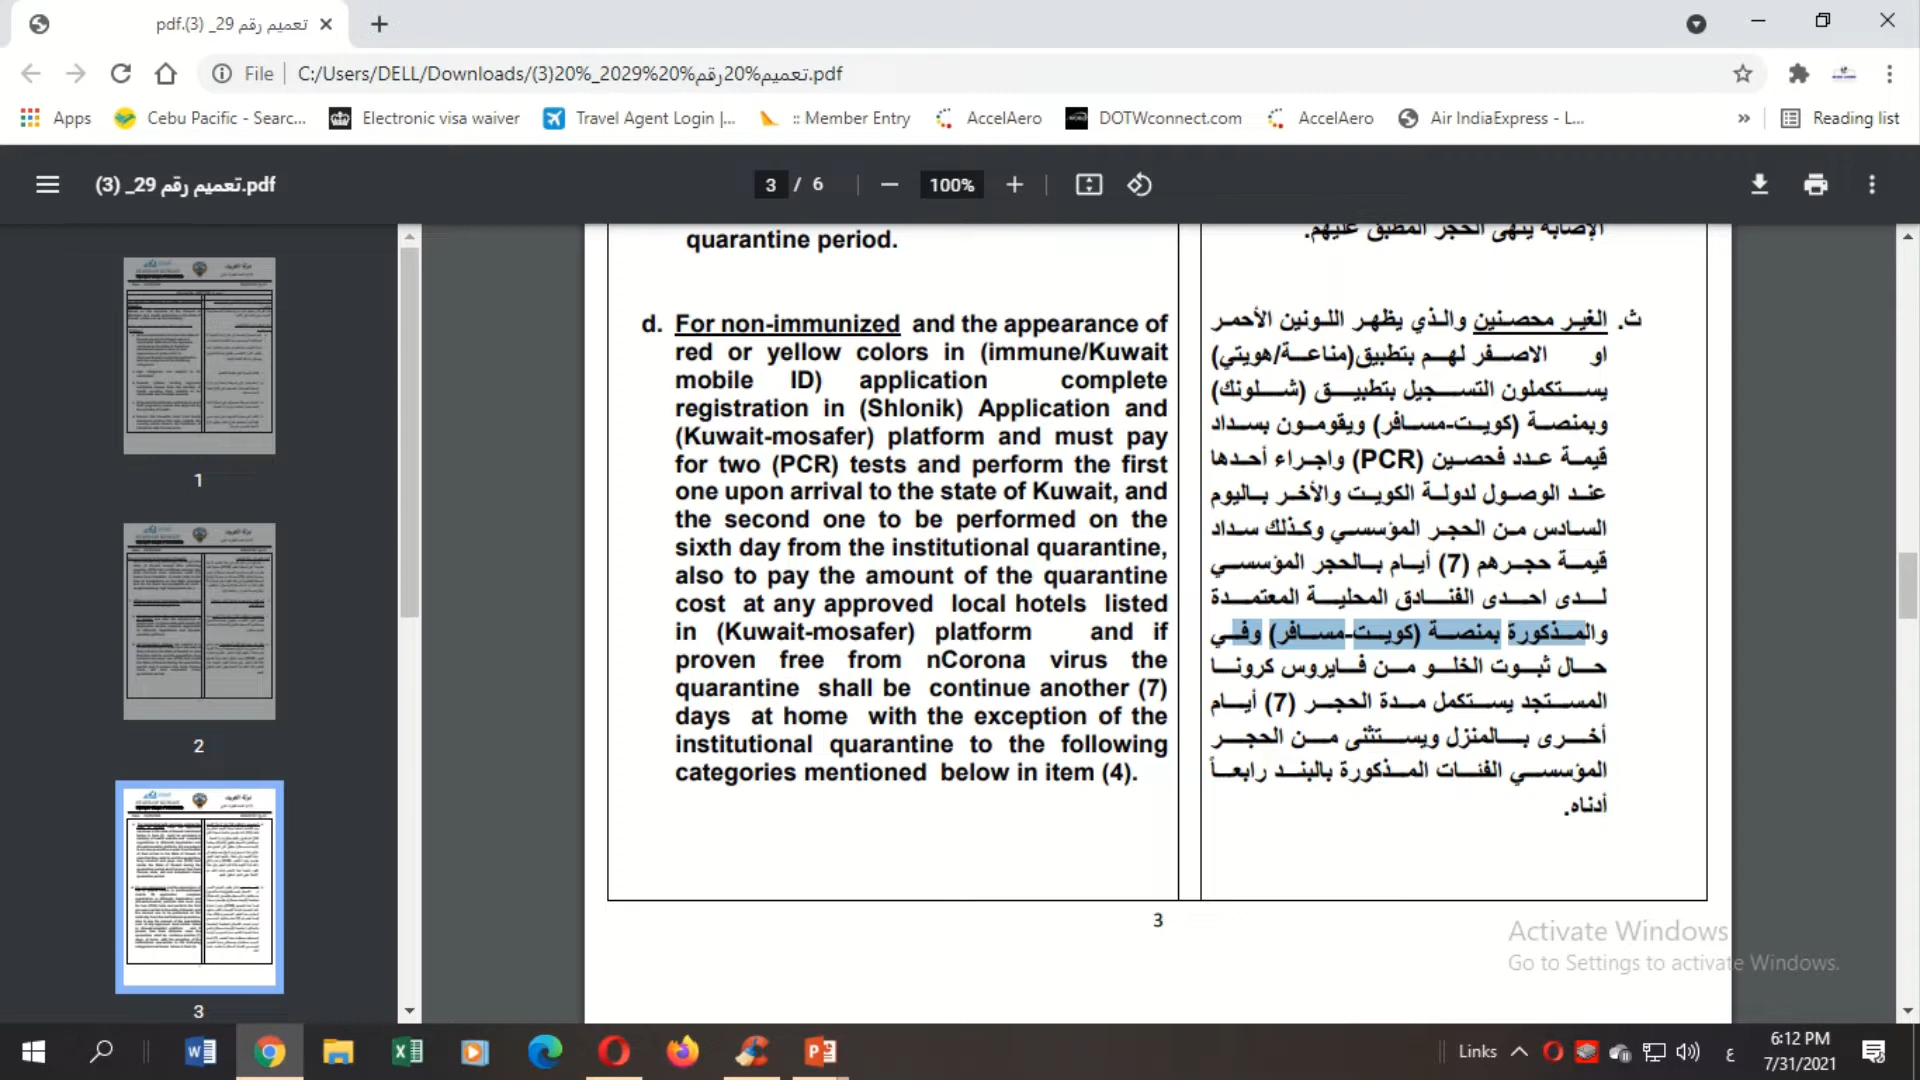 تعميم رقم 29_ (3).pdf
File
C:/Users/DELL/Downloads/تعميم%20رقم%2029_%20(3).pdf
Apps
Cebu Pacific - Searc...
Electronic visa waiver
Travel Agent Login |...
:: Member Entry
AccelAero
DOTWconnect.com
AccelAero
Air IndiaExpress - L...
»
Reading list
تعميم رقم 29_ (3).pdf
3 / 6
100%
1
2
3
quarantine period.
d. For non-immunized and the appearance of
red or yellow colors in (immune/Kuwait
mobile ID) application complete
registration in (Shlonik) Application and
(Kuwait-mosafer) platform and must pay
for two (PCR) tests and perform the first
one upon arrival to the state of Kuwait, and
the second one to be performed on the
sixth day from the institutional quarantine,
also to pay the amount of the quarantine
cost at any approved local hotels listed
in (Kuwait-mosafer) platform and if
proven free from nCorona virus the
quarantine shall be continue another (7)
days at home with the exception of the
institutional quarantine to the following
categories mentioned below in item (4).
الإصابة ينهى الحجر المطبق عليهم.
ث. الغير محصنين والذي يظهر اللونين الأحمر
او الاصفر لهم بتطبيق(مناعة/هويتي)
يستكملون التسجيل بتطبيق (شلونك)
وبمنصة (كويت-مسافر) ويقومون بسداد
قيمة عدد فحصين (PCR) واجراء أحدها
عند الوصول لدولة الكويت والأخر باليوم
السادس من الحجر المؤسسي وكذلك سداد
قيمة حجرهم (7) أيام بالحجر المؤسسي
لدى احدى الفنادق المحلية المعتمدة
والمذكورة بمنصة (كويت-مسافر) وفي
حال ثبوت الخلو من فايروس كرونا
المستجد يستكمل مدة الحجر (7) أيام
أخرى بالمنزل ويستثنى من الحجر
المؤسسي الفئات المذكورة بالبند رابعاً
أدناه.
3
Activate Windows
Go to Settings to activate Windows.
Links
ع
6:12 PM
7/31/2021